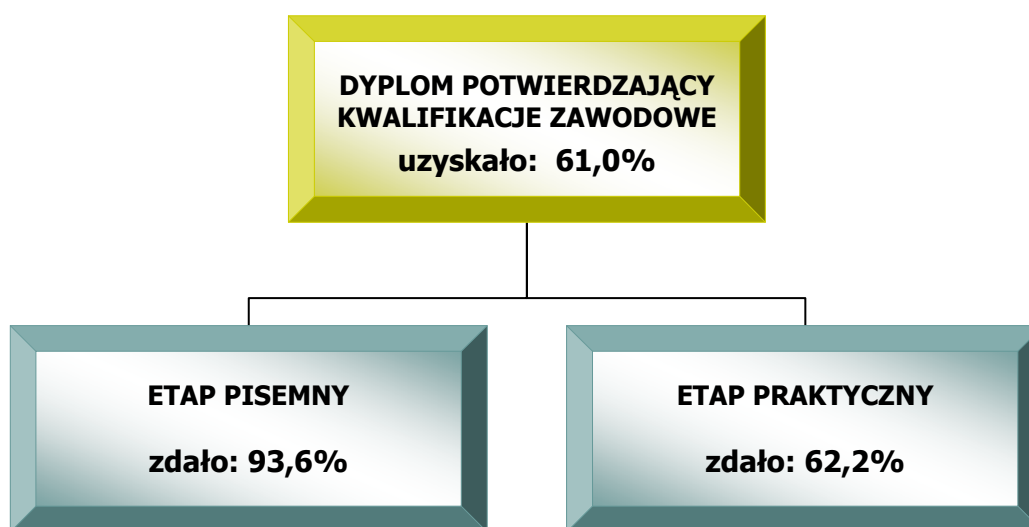 DYPLOM POTWIERDZAJĄCY
KWALIFIKACJE ZAWODOWE
uzyskało: 61,0%
ETAP PISEMNY
zdało: 93,6%
ETAP PRAKTYCZNY
zdało: 62,2%